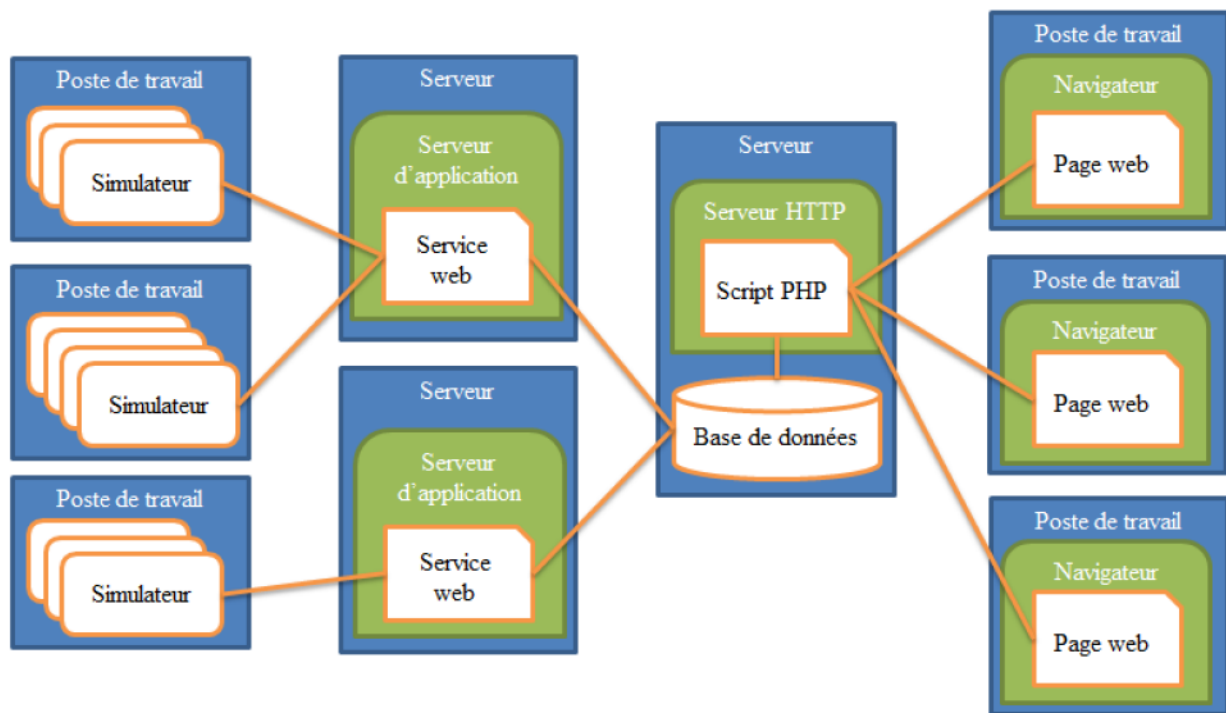 Poste de travail
Simulateur
Poste de travail
Simulateur
Poste de travail
Simulateur
Serveur
Serveur
d'application
Service
web
Serveur
Serveur
d'application
Service
web
Serveur
Serveur HTTP
Script PHP
Base de données
Poste de travail
Navigateur
Page web
Poste de travail
Navigateur
Page web
Poste de travail
Navigateur
Page web